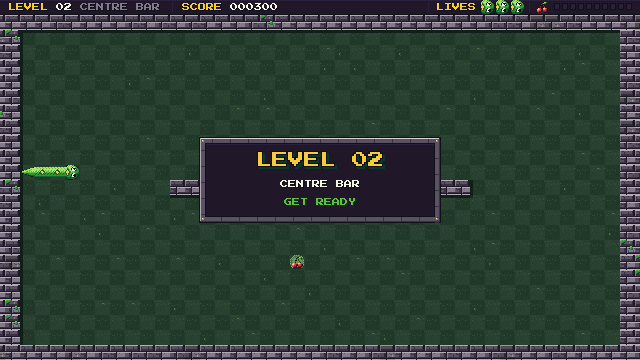 LEVEL 02 CENTRE BAR SCORE 000300 LIVES
LEVEL 02
CENTRE BAR
GET READY